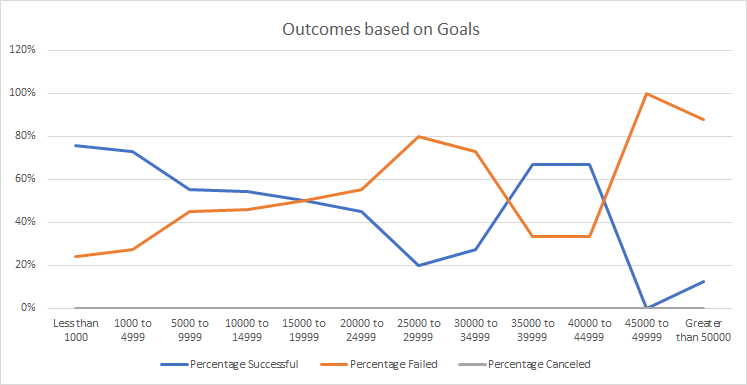 Outcomes based on Goals
120%
100%
80%
60%
40%
20%
0%
Less than 1000
1000 to 4999
5000 to 9999
10000 to 14999
15000 to 19999
20000 to 24999
25000 to 29999
30000 to 34999
35000 to 39999
40000 to 44999
45000 to 49999
Greater than 50000
Percentage Successful
Percentage Failed
Percentage Canceled